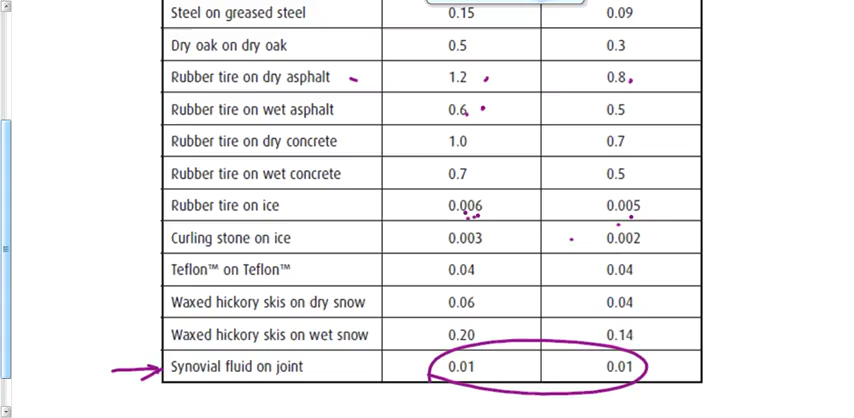 Steel on greased steel 0.15 0.09
Dry oak on dry oak 0.5 0.3
Rubber tire on dry asphalt 1.2 0.8
Rubber tire on wet asphalt 0.6 0.5
Rubber tire on dry concrete 1.0 0.7
Rubber tire on wet concrete 0.7 0.5
Rubber tire on ice 0.006 0.005
Curling stone on ice 0.003 0.002
Teflon™ on Teflon™ 0.04 0.04
Waxed hickory skis on dry snow 0.06 0.04
Waxed hickory skis on wet snow 0.20 0.14
Synovial fluid on joint 0.01 0.01